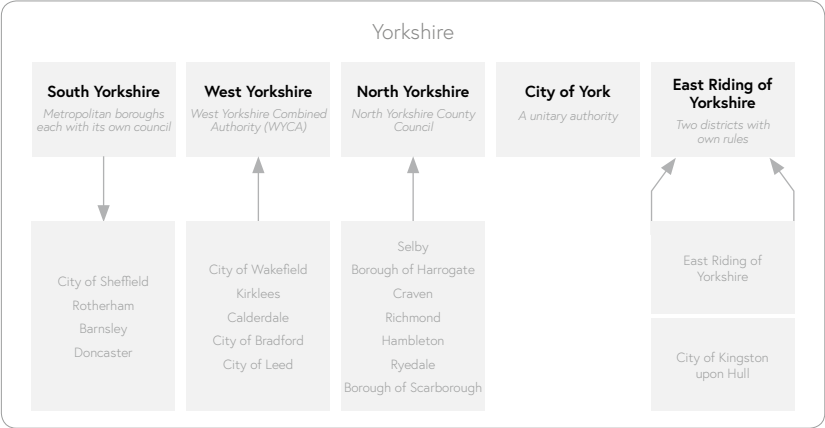 Yorkshire
South Yorkshire
Metropolitan boroughs
each with its own council
West Yorkshire
West Yorkshire Combined
Authority (WYCA)
North Yorkshire
North Yorkshire County
Council
City of York
A unitary authority
East Riding of
Yorkshire
Two districts with
own rules
City of Sheffield
Rotherham
Barnsley
Doncaster
City of Wakefield
Kirklees
Calderdale
City of Bradford
City of Leed
Selby
Borough of Harrogate
Craven
Richmond
Hambleton
Ryedale
Borough of Scarborough
East Riding of
Yorkshire
City of Kingston
upon Hull